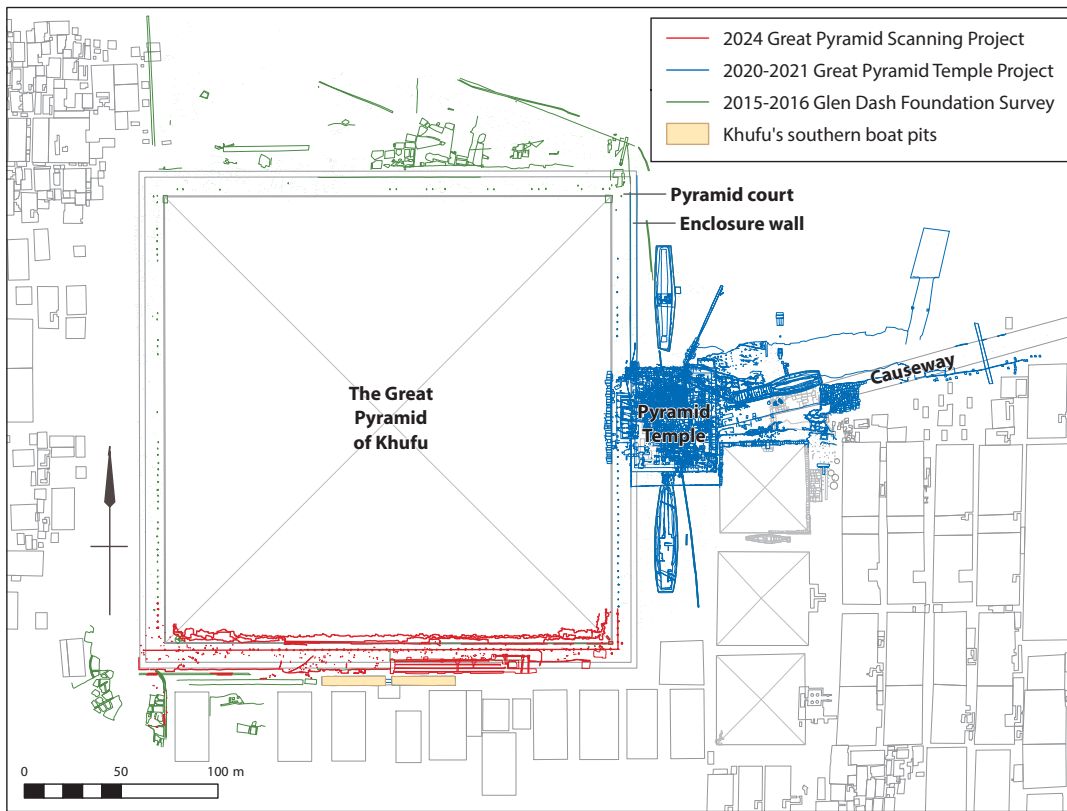 2024 Great Pyramid Scanning Project
2020-2021 Great Pyramid Temple Project
2015-2016 Glen Dash Foundation Survey
Khufu's southern boat pits
Pyramid court
Enclosure wall
Causeway
The Great
Pyramid
of Khufu
Pyramid
Temple
0 50 100 m